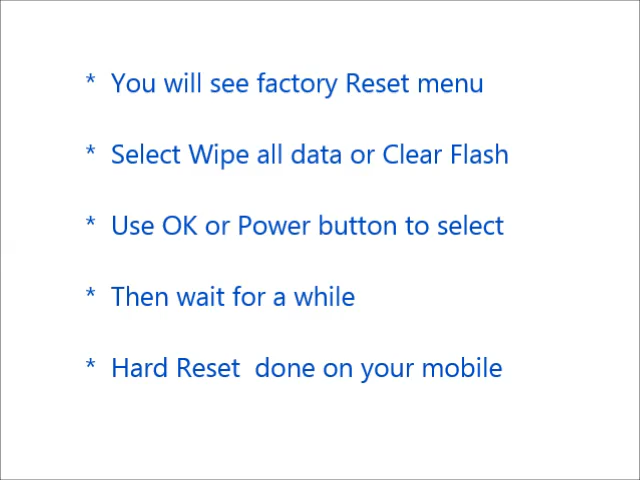 * You will see factory Reset menu
* Select Wipe all data or Clear Flash
* Use OK or Power button to select
* Then wait for a while
* Hard Reset  done on your mobile